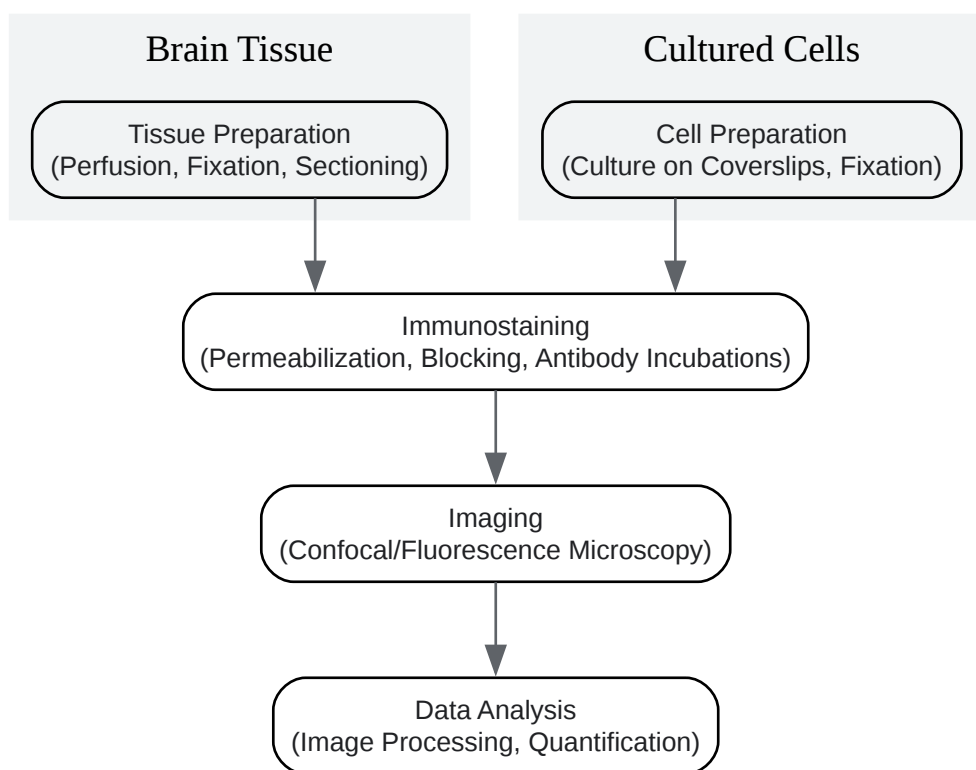 Brain Tissue
Cultured Cells
Tissue Preparation
(Perfusion, Fixation, Sectioning)
Cell Preparation
(Culture on Coverslips, Fixation)
Immunostaining
(Permeabilization, Blocking, Antibody Incubations)
Imaging
(Confocal/Fluorescence Microscopy)
Data Analysis
(Image Processing, Quantification)